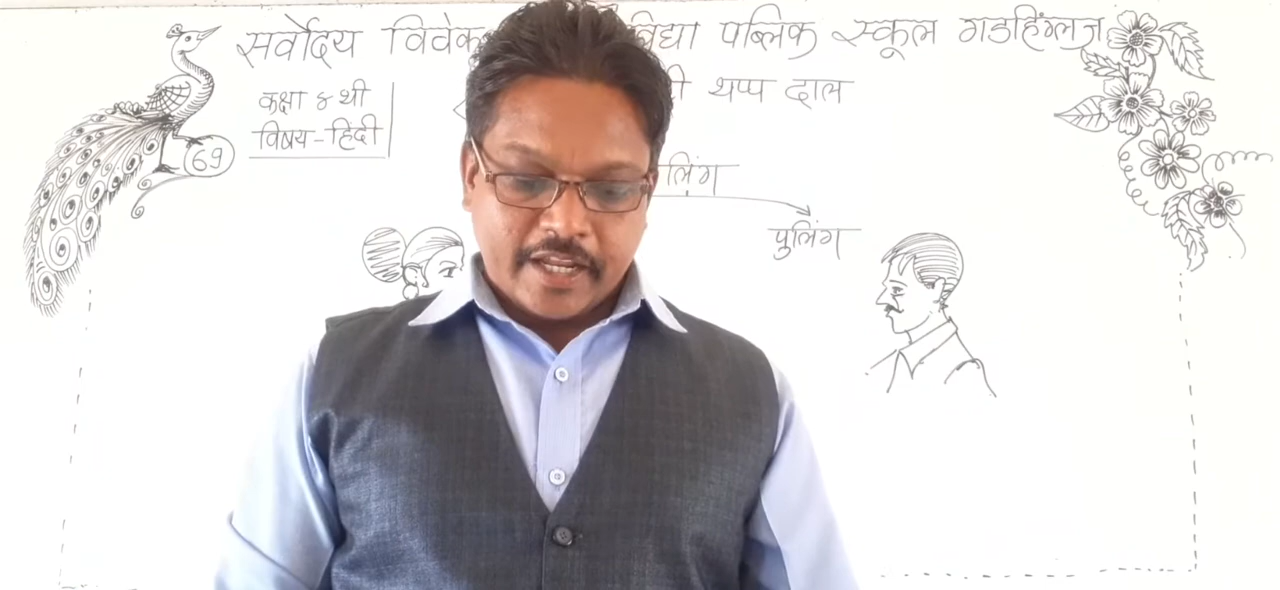 सर्वोदय विवेक विद्या पब्लिक स्कूल गडहिंग्लज
कक्षा ४ थी
थप्प दाल
विषय-हिंदी
69
लिंग
पुलिंग